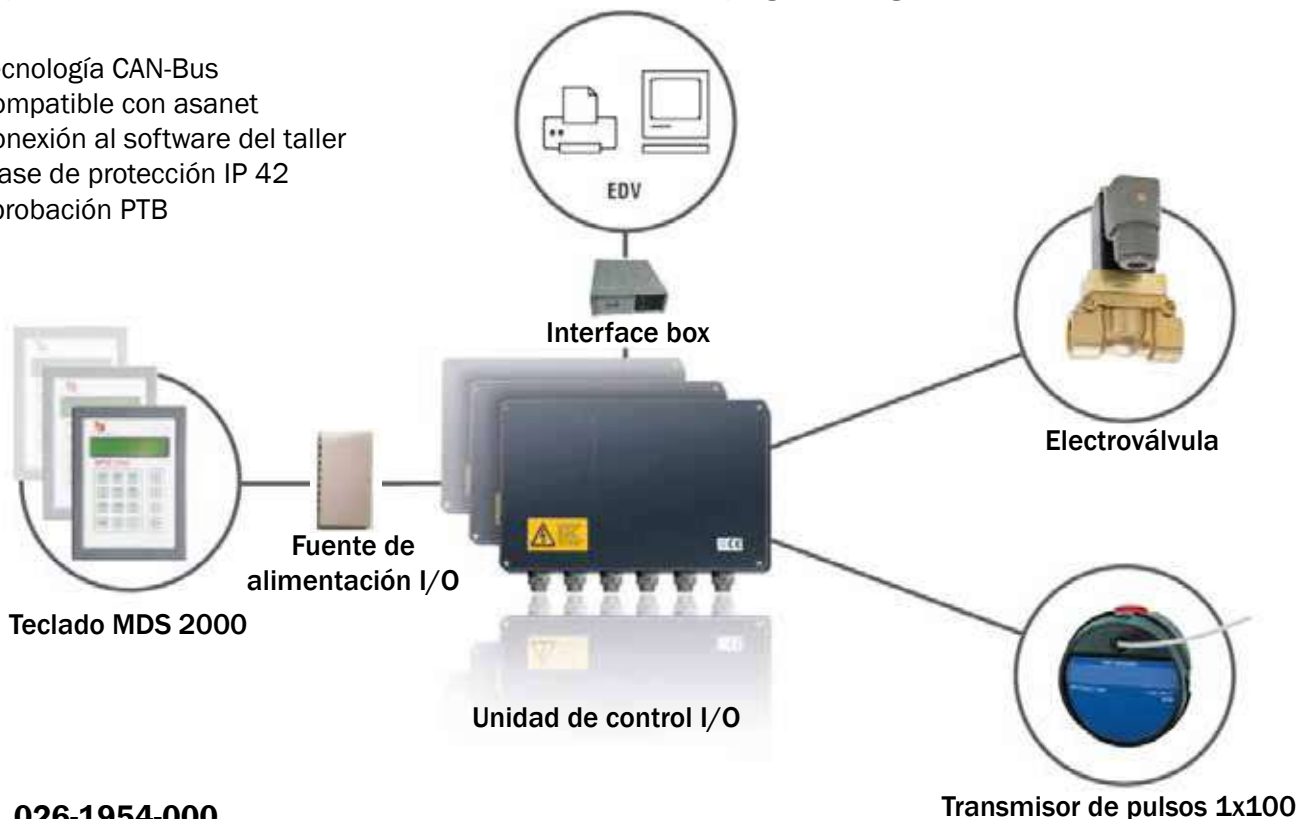 ecnología CAN-Bus
ompatible con asanet
onexión al software del taller
ase de protección IP 42
probación PTB
EDV
Interface box
Electroválvula
Fuente de
alimentación I/O
Teclado MDS 2000
Unidad de control I/O
026-1954-000
Transmisor de pulsos 1x100